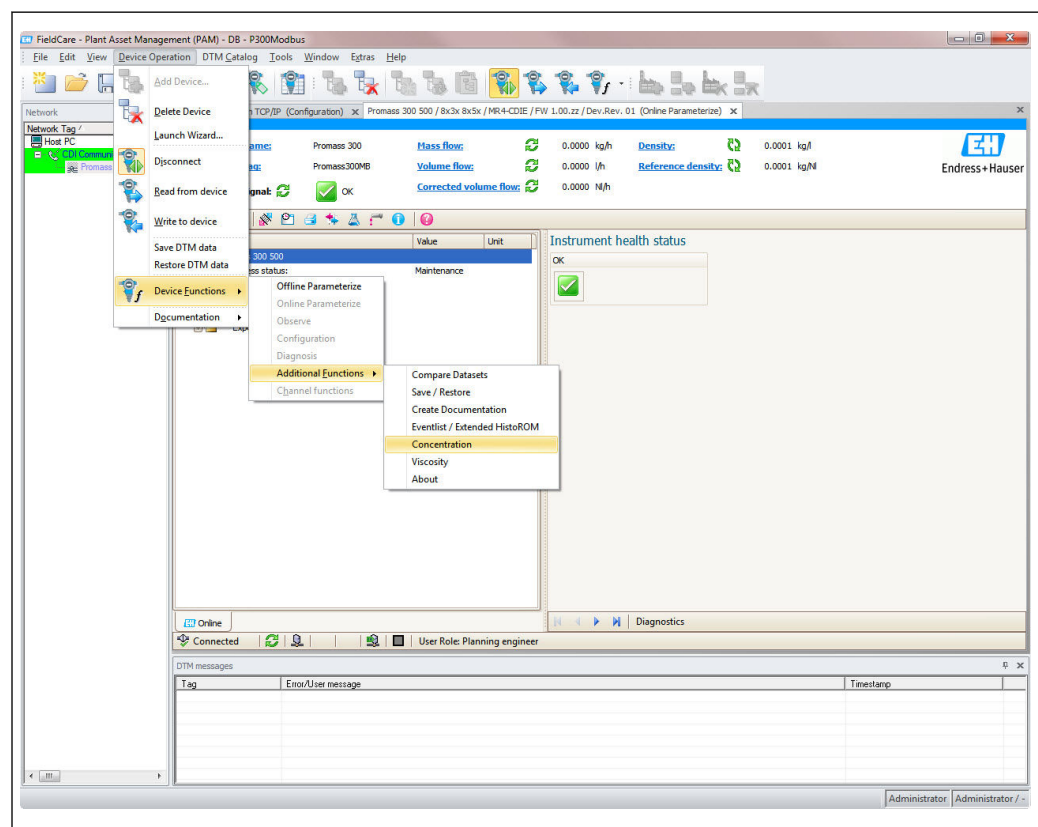 FieldCare - Plant Asset Management (PAM) - DB - P300Modbus
File Edit View Device Operation DTM Catalog Tools Window Extras Help
Add Device...
Delete Device
Launch Wizard...
Disconnect
Read from device
Write to device
Save DTM data
Restore DTM data
Device Functions
Documentation
Offline Parameterize
Online Parameterize
Observe
Configuration
Diagnosis
Additional Functions
Channel functions
Compare Datasets
Save / Restore
Create Documentation
Eventlist / Extended HistoROM
Concentration
Viscosity
About
Network
Network Tag
Host PC
CDI Commun
Promass
TCP/IP (Configuration) Promass 300 500 / 8x3x 8x5x / MR4-CDIE / FW 1.00.zz / Dev.Rev. 01 (Online Parameterize)
ame: Promass 300 Mass flow: 0.0000 kg/h Density: 0.0001 kg/l
ag: Promass300MB Volume flow: 0.0000 l/h Reference density: 0.0001 kg/Nl
gnal: OK Corrected volume flow: 0.0000 Nl/h
EH
Endress+Hauser
Value Unit
300 500
ss status: Maintenance
Instrument health status
OK
Online
Diagnostics
Connected User Role: Planning engineer
DTM messages
Tag Error/User message Timestamp
Administrator Administrator / -